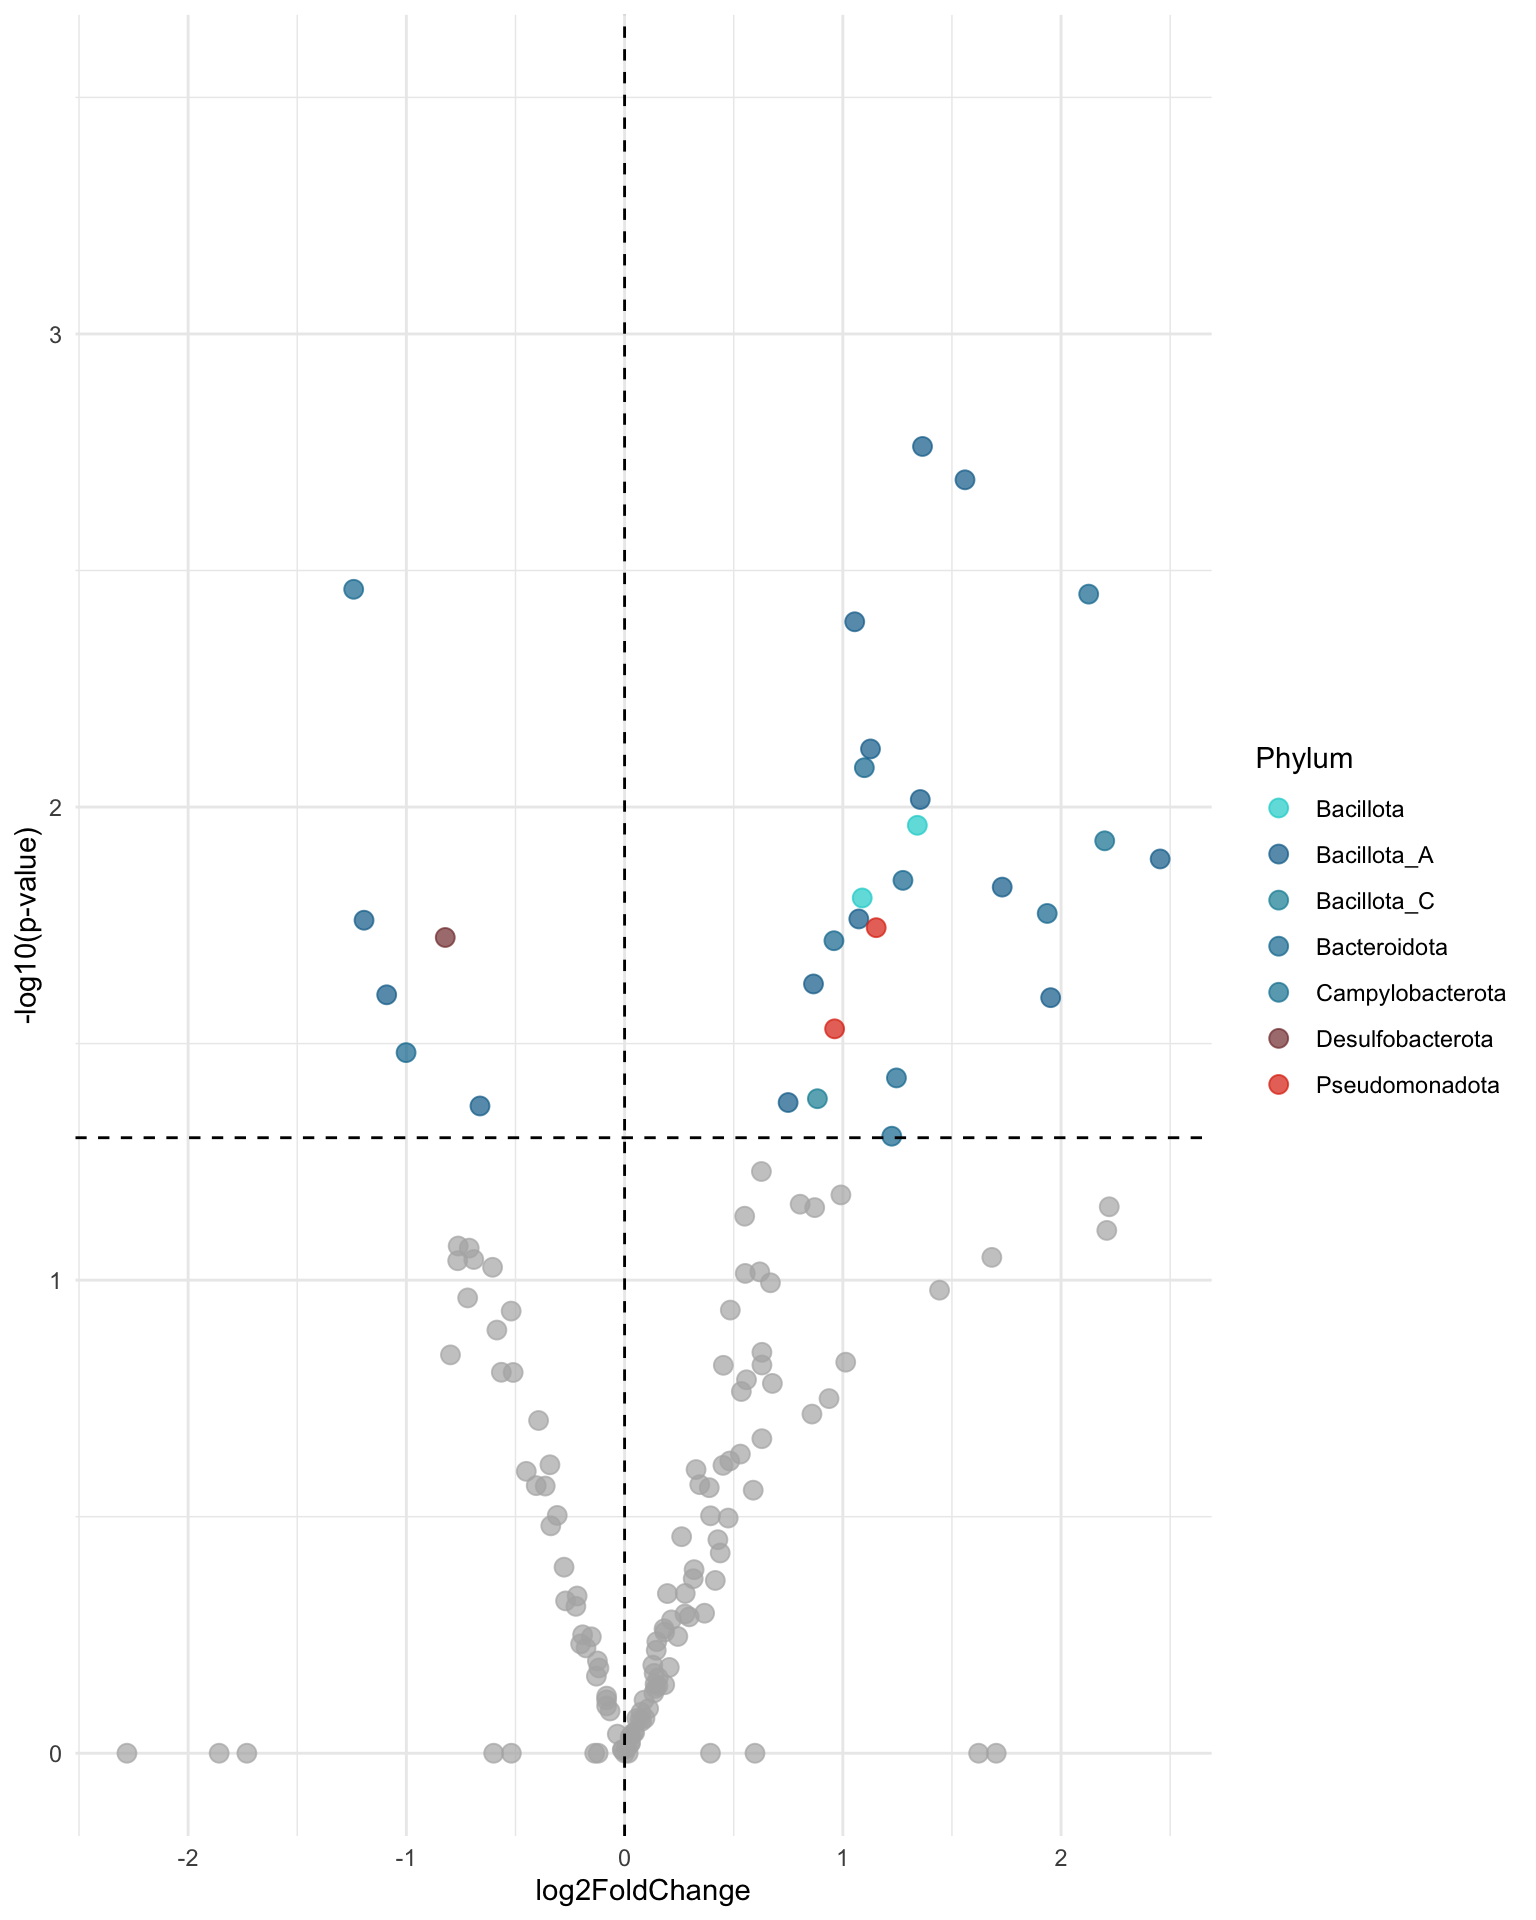 3
2
1
0
-log10(p-value)
-2
-1
0
1
2
log2FoldChange
Phylum
Bacillota
Bacillota_A
Bacillota_C
Bacteroidota
Campylobacterota
Desulfobacterota
Pseudomonadota